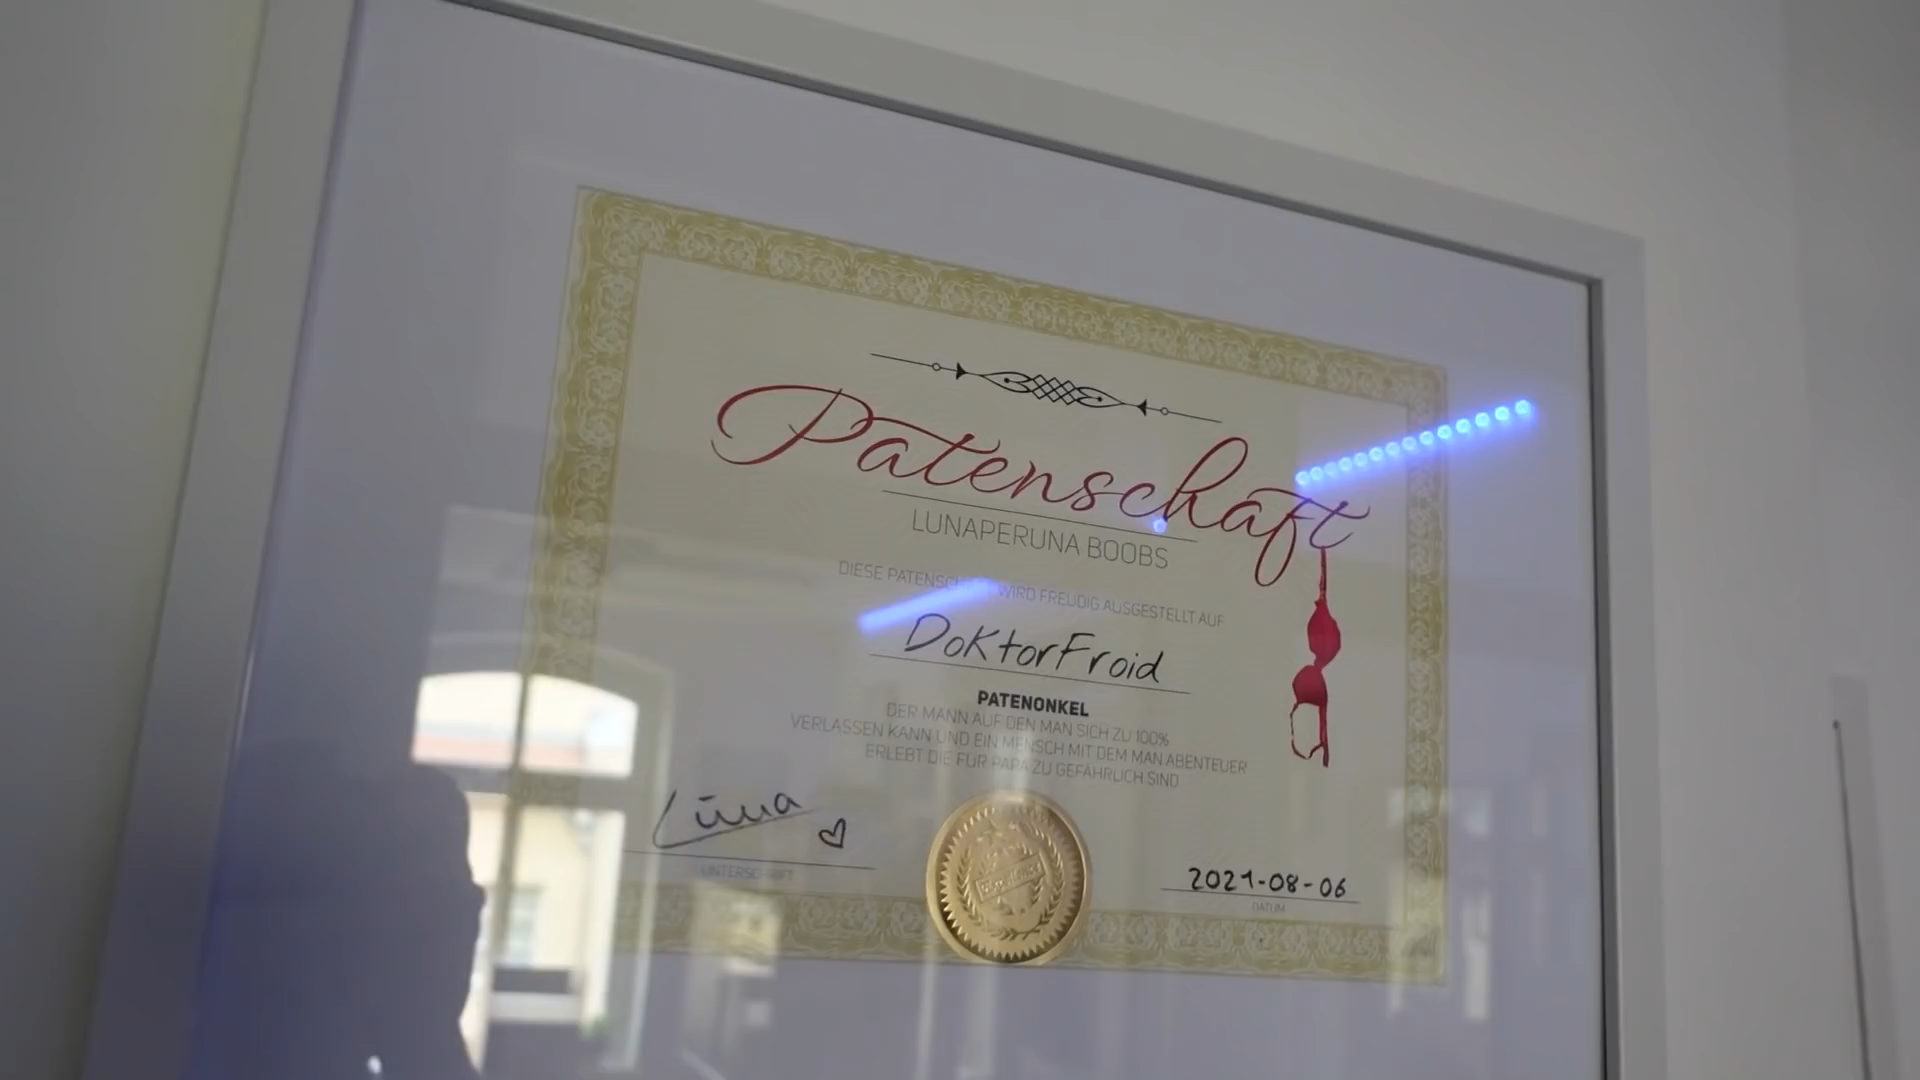 Patenschaft
LUNAPERUNA BOOBS
DIESE PATENSCHAFT WIRD FREUDIG AUSGESTELLT AUF
DoktorFroid
PATENONKEL
DER MANN AUF DEN MAN SICH ZU 100%
VERLASSEN KANN UND EIN MENSCH MIT DEM MAN ABENTEUER
ERLEBT DIE FÜR PAPA ZU GEFÄHRLICH SIND
Luna
UNTERSCHRIFT
2021-08-06
DATUM